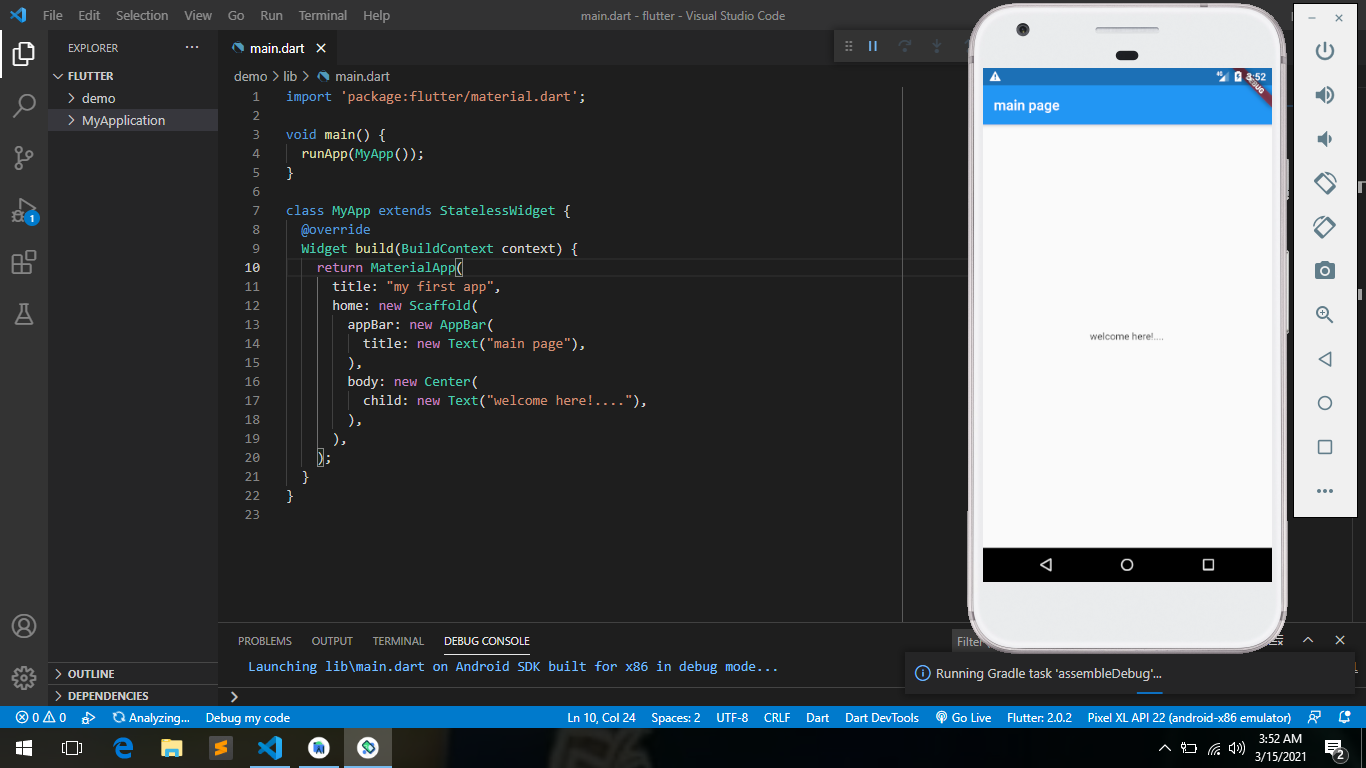 File Edit Selection View Go Run Terminal Help
main.dart - flutter - Visual Studio Code
EXPLORER
FLUTTER
demo
MyApplication
OUTLINE
DEPENDENCIES
1
main.dart
demo > lib > main.dart
1 import 'package:flutter/material.dart';
2
3 void main() {
4 runApp(MyApp());
5 }
6
7 class MyApp extends StatelessWidget {
8 @override
9 Widget build(BuildContext context) {
10 return MaterialApp(
11 title: "my first app",
12 home: new Scaffold(
13 appBar: new AppBar(
14 title: new Text("main page"),
15 ),
16 body: new Center(
17 child: new Text("welcome here!...."),
18 ),
19 ),
20 );
21 }
22 }
23
3:52
DEBUG
main page
welcome here!....
PROBLEMS OUTPUT TERMINAL DEBUG CONSOLE
Filter
Launching lib\main.dart on Android SDK built for x86 in debug mode...
Running Gradle task 'assembleDebug'...
0 0 Analyzing... Debug my code Ln 10, Col 24 Spaces: 2 UTF-8 CRLF Dart Dart DevTools Go Live Flutter: 2.0.2 Pixel XL API 22 (android-x86 emulator)
3:52 AM
3/15/2021
2